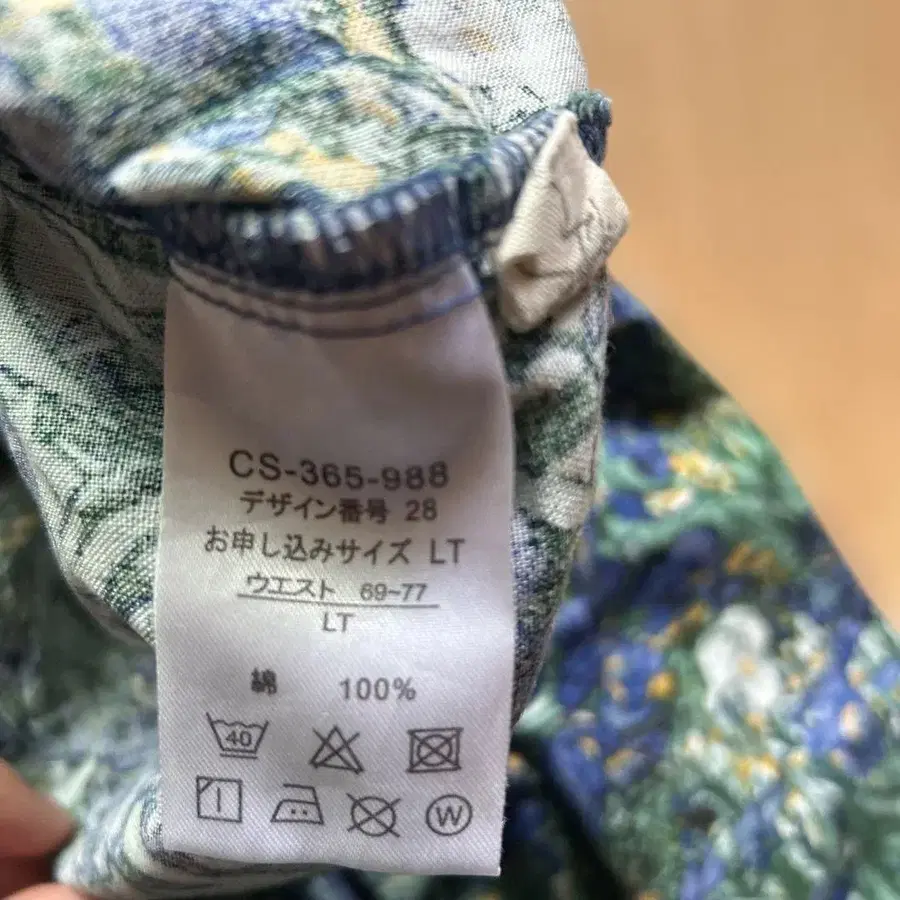 CS-365-988
デザイン番号 28
お申し込みサイズ LT
ウエスト 69~77
LT
綿 100%
40
W